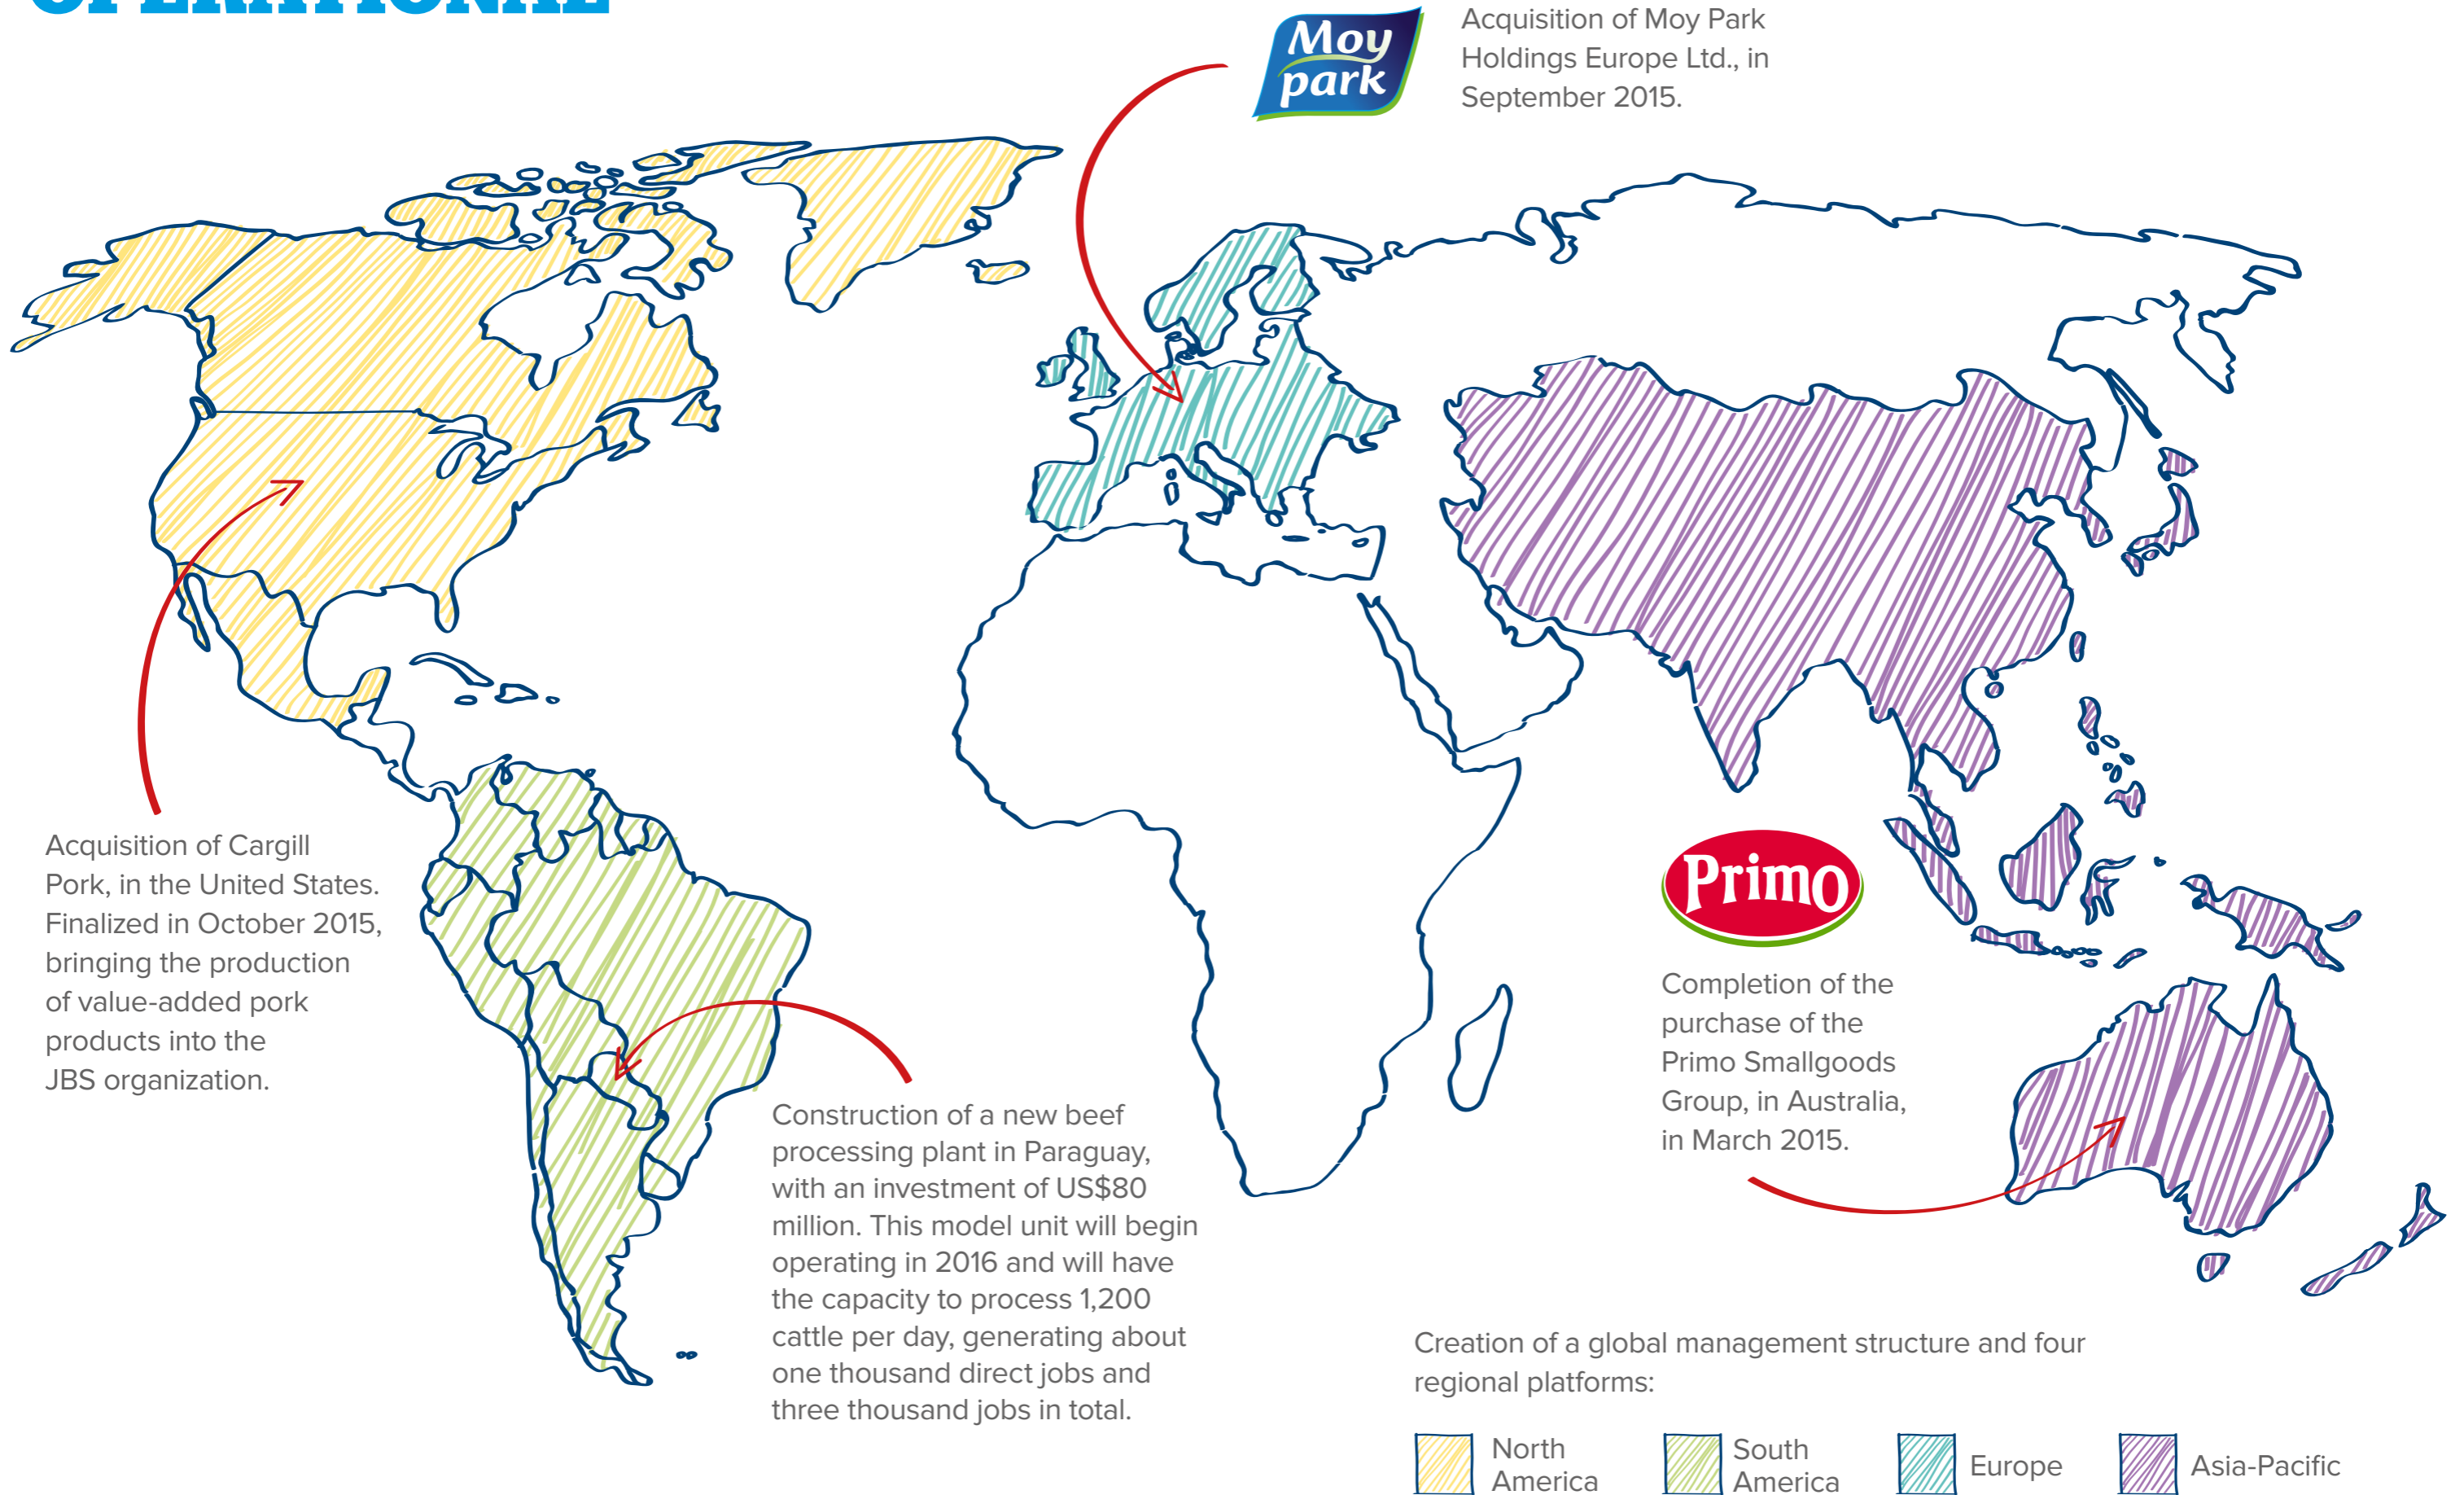 OPERATIONAL
Moy
park
Acquisition of Moy Park
Holdings Europe Ltd., in
September 2015.
Acquisition of Cargill
Pork, in the United States.
Finalized in October 2015,
bringing the production
of value-added pork
products into the
JBS organization.
Construction of a new beef
processing plant in Paraguay,
with an investment of US$80
million. This model unit will begin
operating in 2016 and will have
the capacity to process 1,200
cattle per day, generating about
one thousand direct jobs and
three thousand jobs in total.
Primo
Completion of the
purchase of the
Primo Smallgoods
Group, in Australia,
in March 2015.
Creation of a global management structure and four
regional platforms:
North
America
South
America
Europe
Asia-Pacific